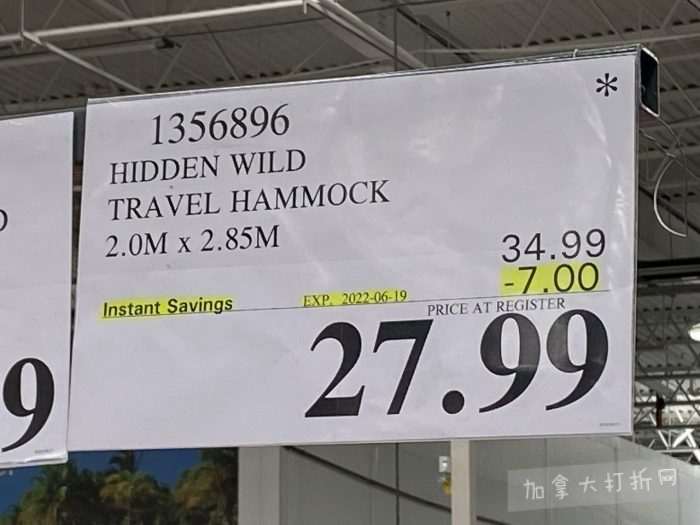 *
1356896
HIDDEN WILD
TRAVEL HAMMOCK
2.0M x 2.85M
34.99
-7.00
Instant Savings
EXP. 2022-06-19
PRICE AT REGISTER
27.99
D
9
加拿大打折网